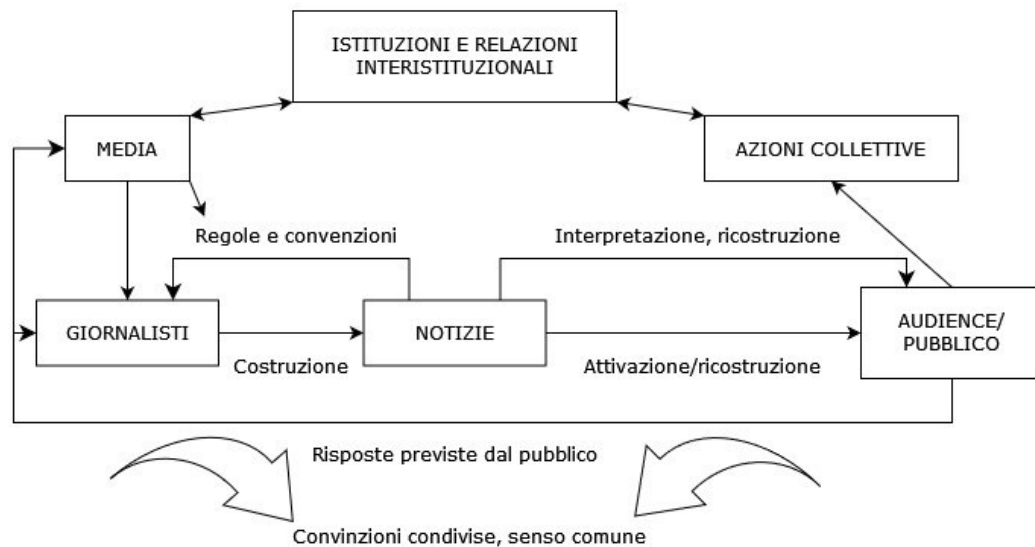 ISTITUZIONI E RELAZIONI
INTERISTITUZIONALI
MEDIA
AZIONI COLLETTIVE
Regole e convenzioni
Interpretazione, ricostruzione
GIORNALISTI
NOTIZIE
AUDIENCE/
PUBBLICO
Costruzione
Attivazione/ricostruzione
Risposte previste dal pubblico
Convinzioni condivise, senso comune